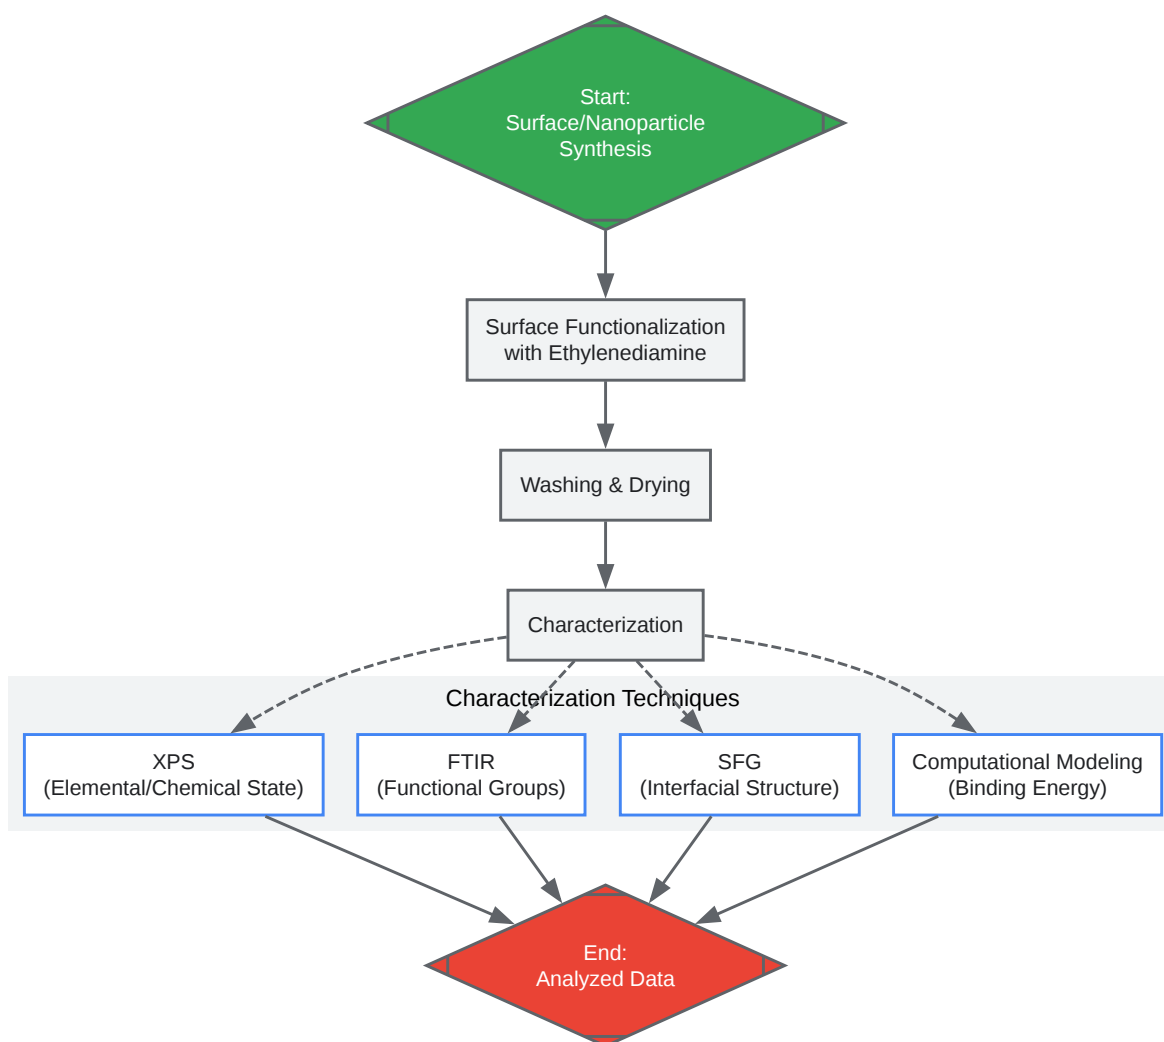 Start:
Surface/Nanoparticle
Synthesis
Surface Functionalization
with Ethylenediamine
Washing & Drying
Characterization
Characterization Techniques
XPS
(Elemental/Chemical State)
FTIR
(Functional Groups)
SFG
(Interfacial Structure)
Computational Modeling
(Binding Energy)
End:
Analyzed Data